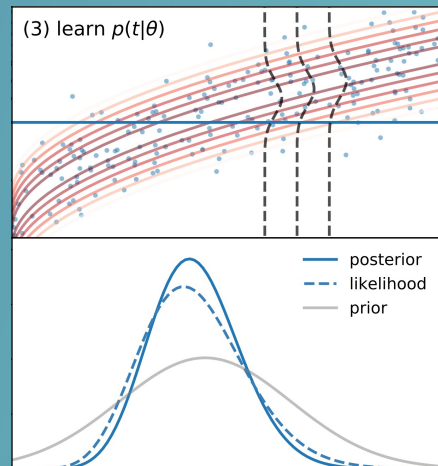 (3) learn p(t|θ)
posterior
likelihood
prior